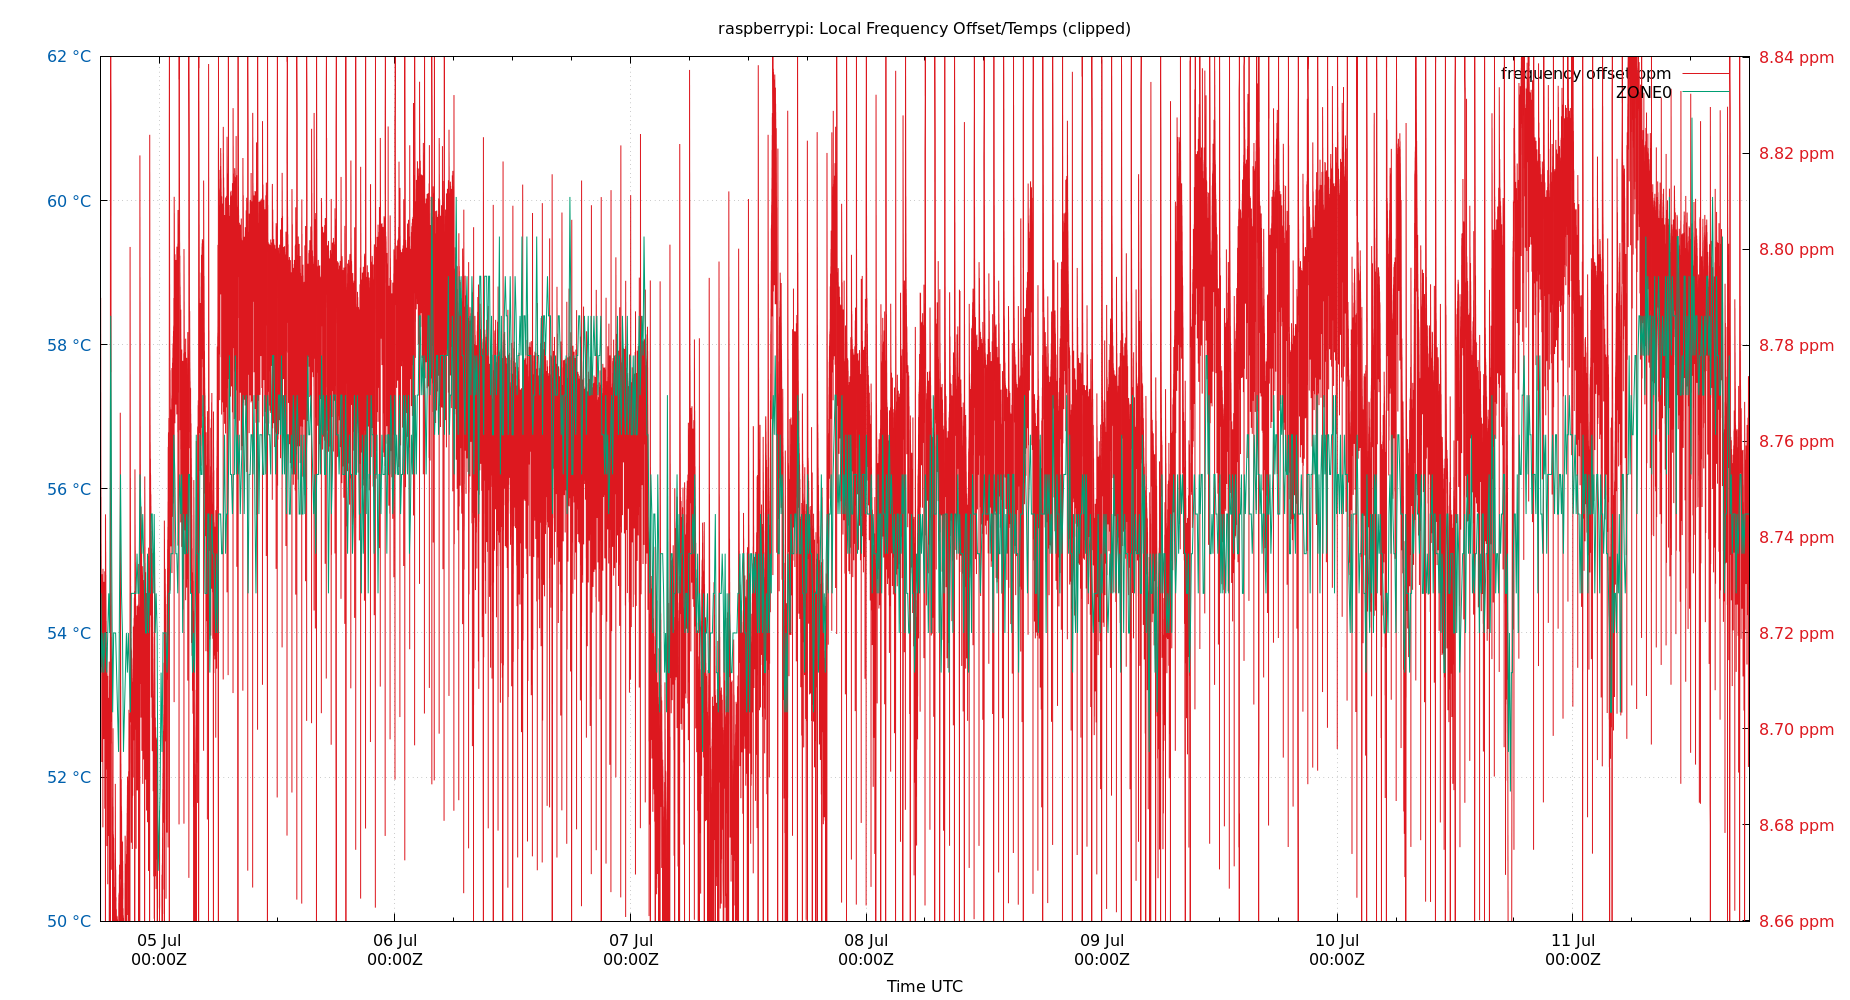 raspberrypi: Local Frequency Offset/Temps (clipped)
62 °C
60 °C
58 °C
56 °C
54 °C
52 °C
50 °C
8.84 ppm
8.82 ppm
8.80 ppm
8.78 ppm
8.76 ppm
8.74 ppm
8.72 ppm
8.70 ppm
8.68 ppm
8.66 ppm
frequency offset ppm
ZONE0
05 Jul
00:00Z
06 Jul
00:00Z
07 Jul
00:00Z
08 Jul
00:00Z
09 Jul
00:00Z
10 Jul
00:00Z
11 Jul
00:00Z
Time UTC